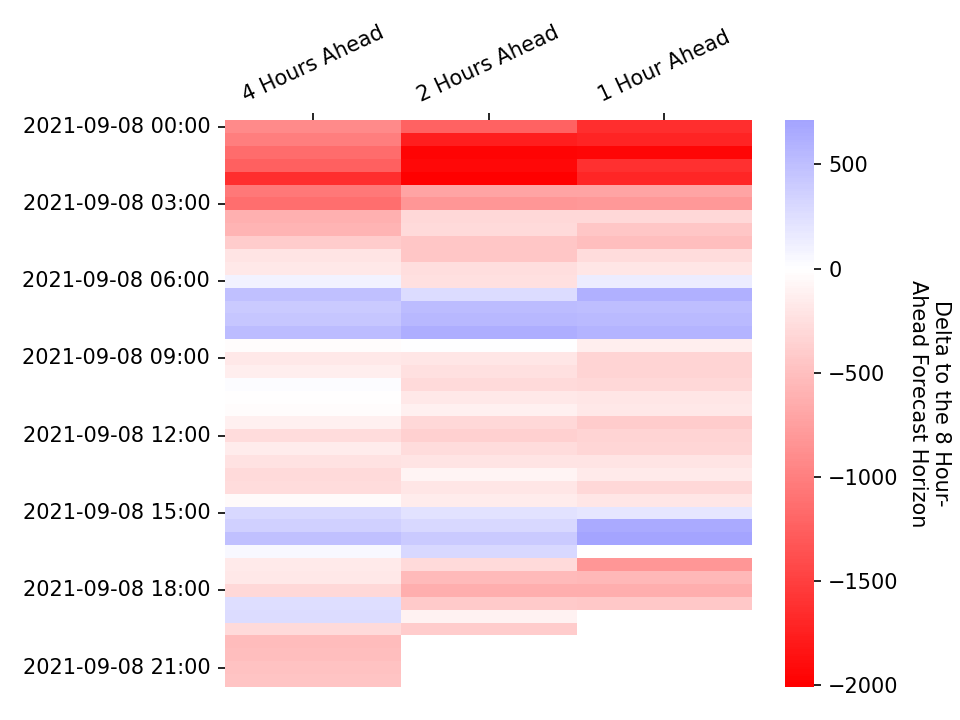 4 Hours Ahead
2 Hours Ahead
1 Hour Ahead
2021-09-08 00:00
2021-09-08 03:00
2021-09-08 06:00
2021-09-08 09:00
2021-09-08 12:00
2021-09-08 15:00
2021-09-08 18:00
2021-09-08 21:00
500
0
−500
−1000
−1500
−2000
Delta to the 8 Hour-
Ahead Forecast Horizon